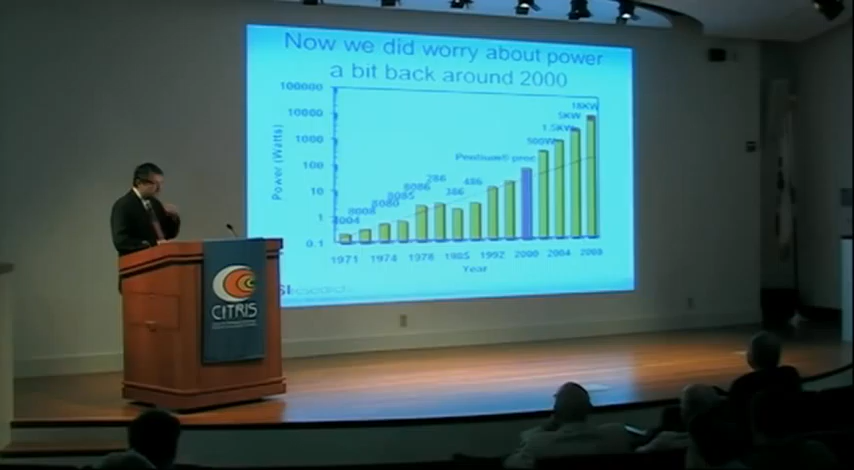 Now we did worry about power
a bit back around 2000
100000
10000
1000
100
10
1
0.1
Power (Watts)
4004
8008
8080
8085
8086
286
386
486
Pentium® proc
500W
1.5KW
5KW
18KW
1971
1974
1978
1985
1992
2000
2004
2008
Year
CITRIS